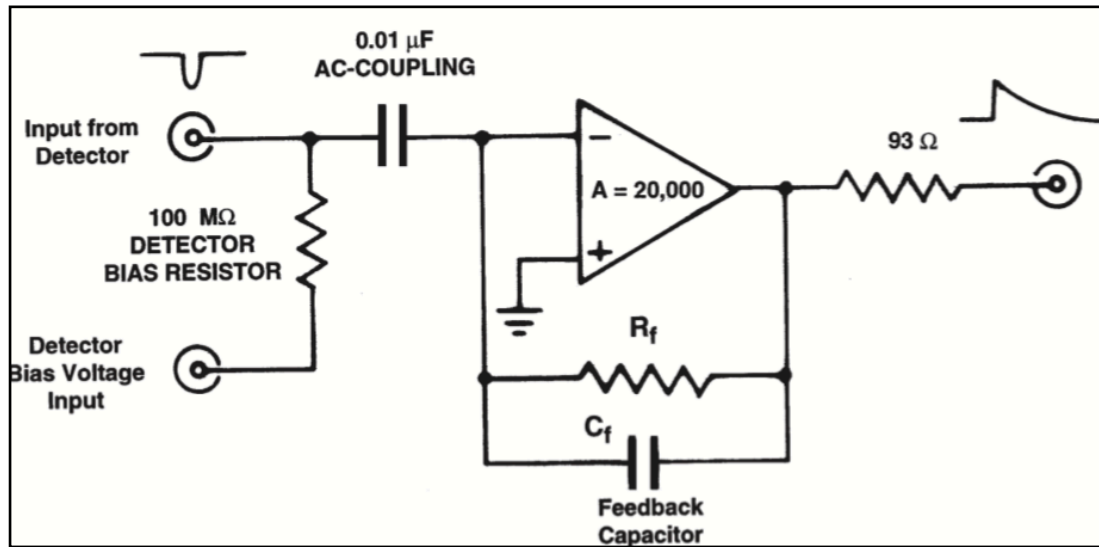 0.01 μF
AC-COUPLING
Input from
Detector
100 MΩ
DETECTOR
BIAS RESISTOR
Detector
Bias Voltage
Input
−
A = 20,000
+
93 Ω
Rf
Cf
Feedback
Capacitor